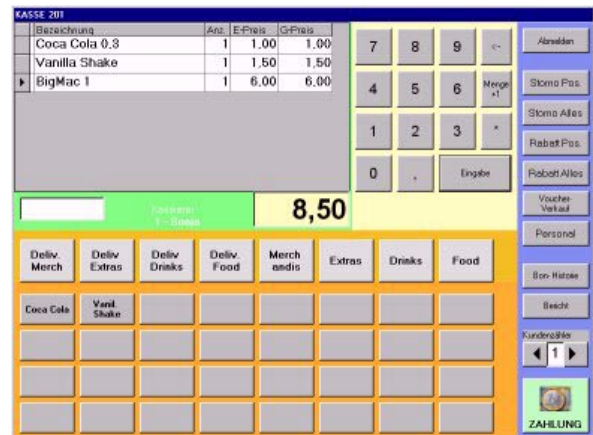 KASSE 201
Bezeichnung Anz. E-Preis G-Preis
Coca Cola 0.3 1 1.00 1.00
Vanilla Shake 1 1,50 1,50
BigMac 1 1 6.00 6.00
7 8 9 <-
4 5 6 Menge +1
1 2 3 *
0 . Eingabe
8,50
1 - Sonja
Deliv. Merch
Deliv Extras
Deliv Drinks
Deliv. Food
Merch andis
Extras
Drinks
Food
Coca Cola
Vanil. Shake
Abmelden
Storno Pos.
Storno Alles
Rabatt Pos.
Rabatt Alles
Voucher-Verkauf
Personal
Bon-Historie
Bericht
Kundenzähler
1
ZAHLUNG